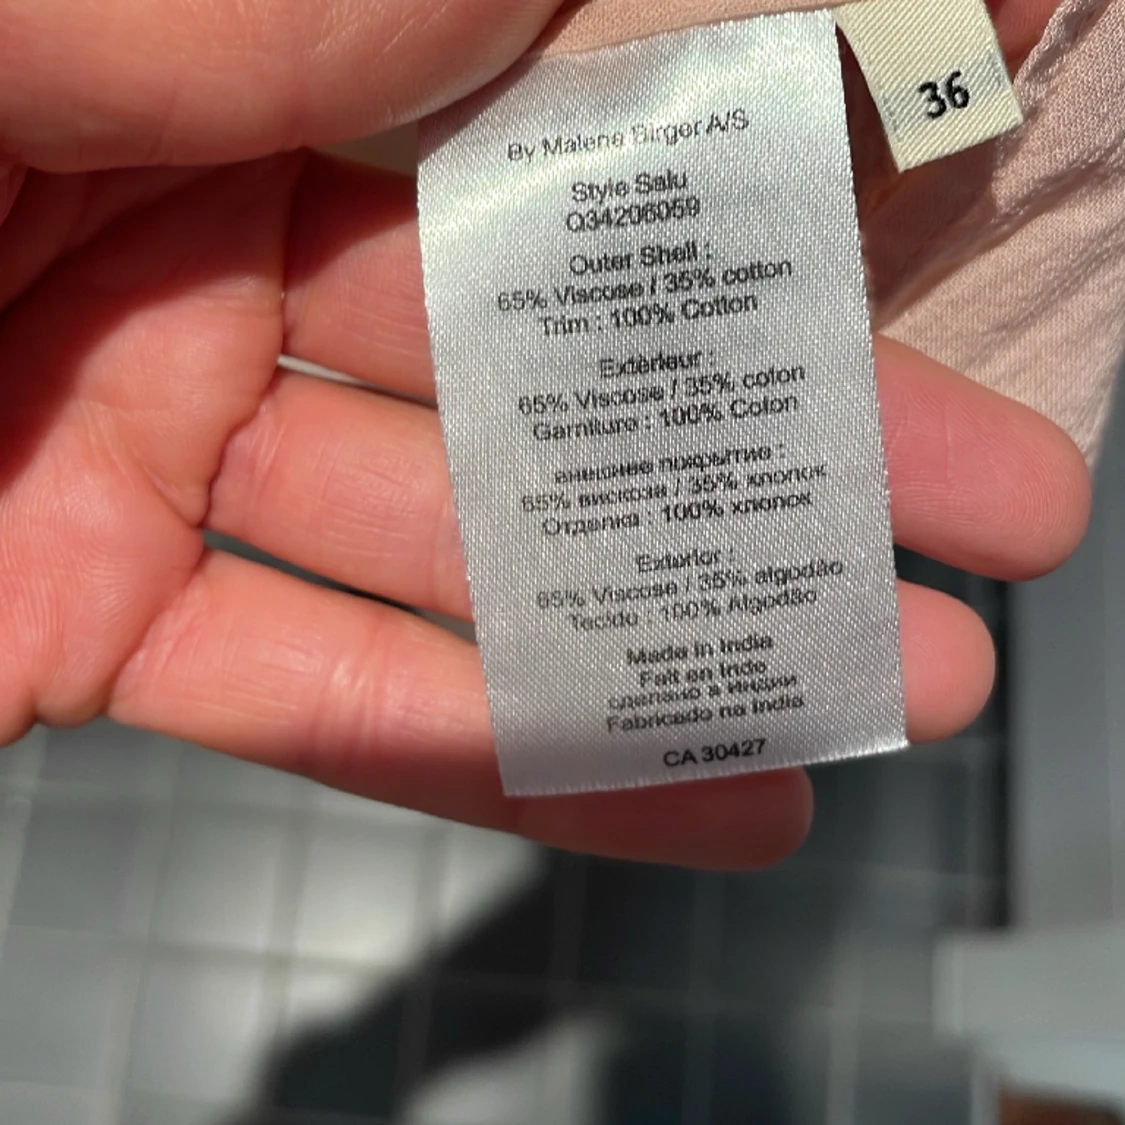 36
By Malene Birger A/S
Style Salu
Q34206059
Outer Shell :
65% Viscose / 35% cotton
Trim : 100% Cotton
Extèrieur :
65% Viscose / 35% coton
Garniture : 100% Coton
внешнее покрытие :
65% вискоза / 35% хлопок
Отделка : 100% хлопок
Exterior :
65% Viscose / 35% algodão
Tecido : 100% Algodão
Made in India
Fait en Inde
сделано в Индии
Fabricado na India
CA 30427